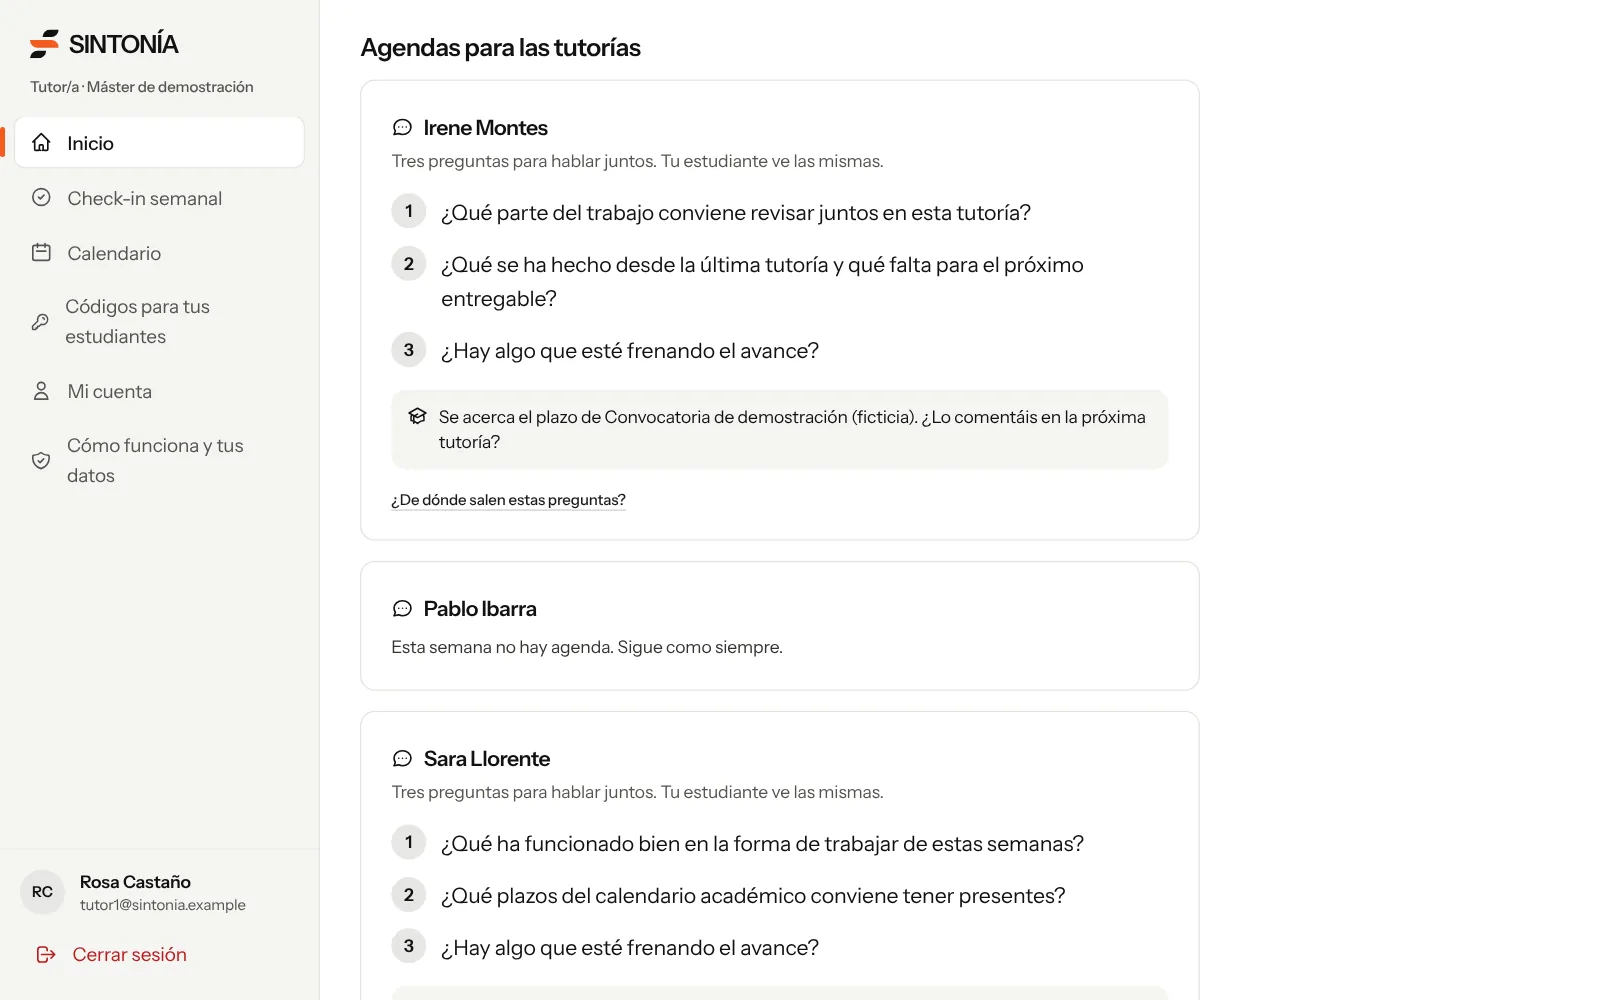 SINTONÍA
Tutor/a · Máster de demostración
Inicio
Check-in semanal
Calendario
Códigos para tus
estudiantes
Mi cuenta
Cómo funciona y tus
datos
RC
Rosa Castaño
tutor1@sintonia.example
Cerrar sesión
Agendas para las tutorías
Irene Montes
Tres preguntas para hablar juntos. Tu estudiante ve las mismas.
1 ¿Qué parte del trabajo conviene revisar juntos en esta tutoría?
2 ¿Qué se ha hecho desde la última tutoría y qué falta para el próximo
entregable?
3 ¿Hay algo que esté frenando el avance?
Se acerca el plazo de Convocatoria de demostración (ficticia). ¿Lo comentáis en la próxima
tutoría?
¿De dónde salen estas preguntas?
Pablo Ibarra
Esta semana no hay agenda. Sigue como siempre.
Sara Llorente
Tres preguntas para hablar juntos. Tu estudiante ve las mismas.
1 ¿Qué ha funcionado bien en la forma de trabajar de estas semanas?
2 ¿Qué plazos del calendario académico conviene tener presentes?
3 ¿Hay algo que esté frenando el avance?